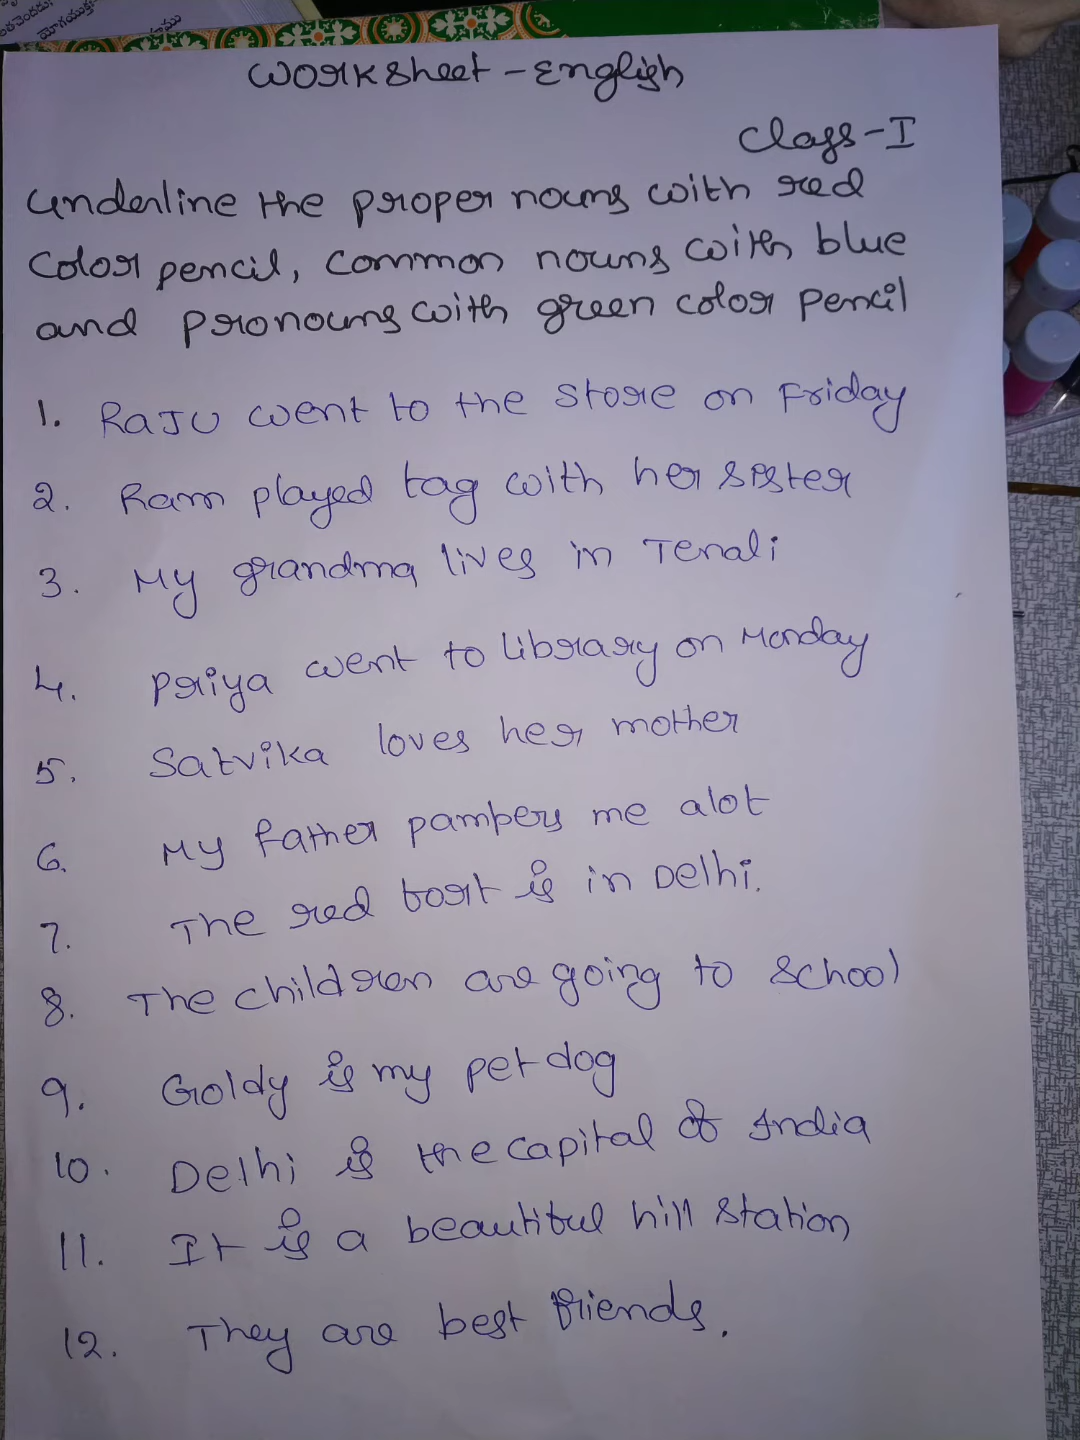 Worksheet - English
Class - I
Underline the proper nouns with red
color pencil, common nouns with blue
and pronouns with green color pencil
1. RAJU went to the store on Friday
2. Ram played tag with her sister
3. My grandma lives in Tenali
4. Priya went to library on Monday
5. Satvika loves her mother
6. My father pampers me alot
7. The red fort is in Delhi.
8. The children are going to school
9. Goldy is my pet dog
10. Delhi is the capital of India
11. It is a beautiful hill station
12. They are best friends.